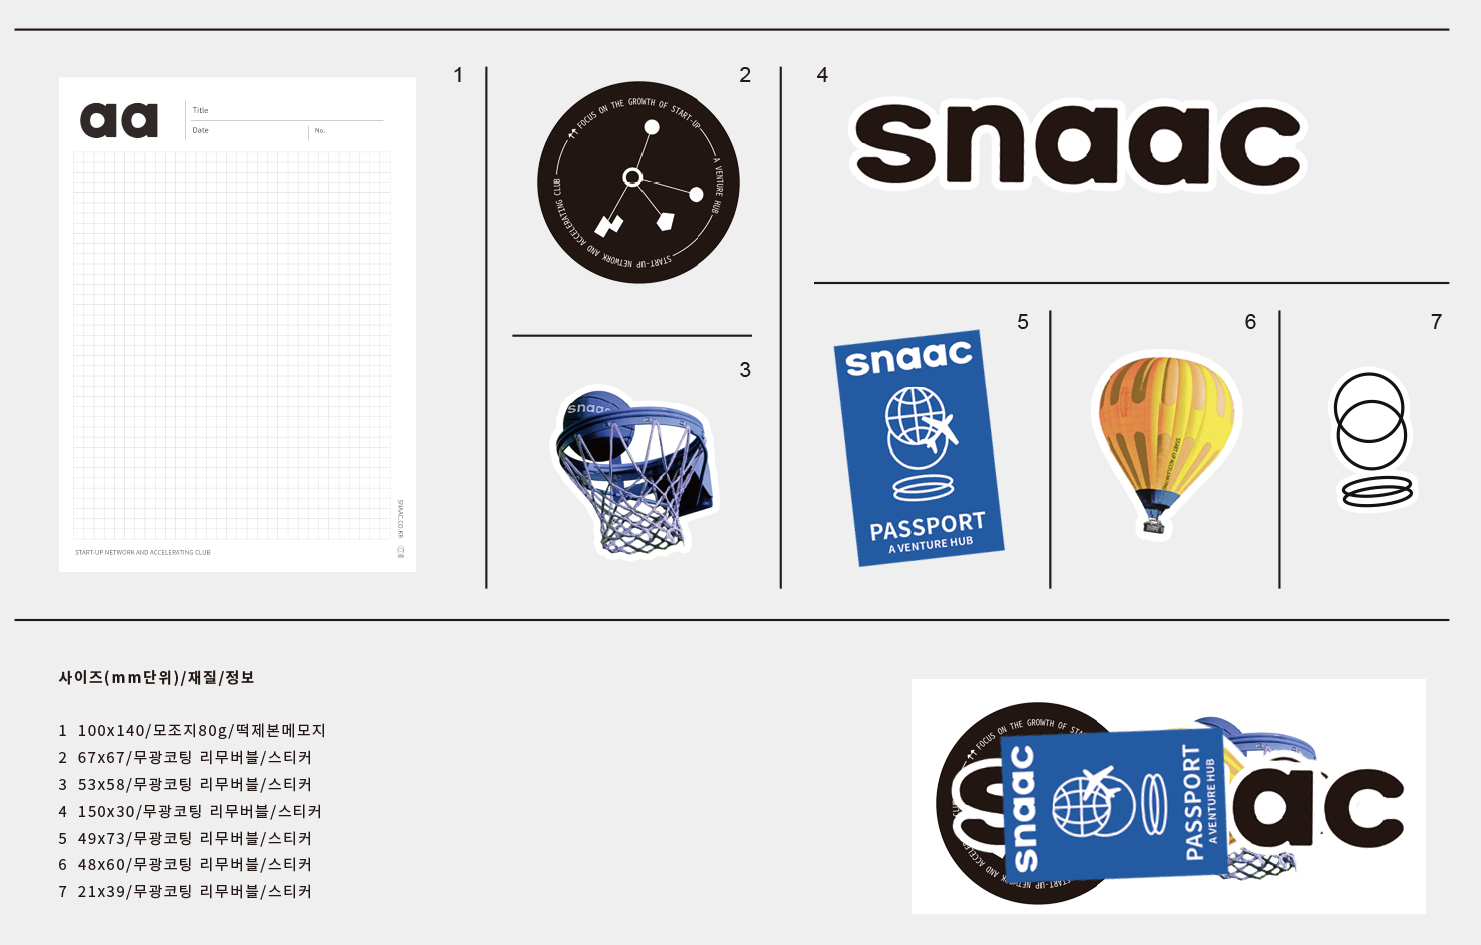 1
aa
Title
Date
No.
SNAAC.CO.KR
START-UP NETWORK AND ACCELERATING CLUB
2
FOCUS ON THE GROWTH OF START-UP
A VENTURE HUB
START-UP NETWORK AND ACCELERATING CLUB
3
snaac
4
snaac
5
snaac
PASSPORT
A VENTURE HUB
6
START-UP ACCELERATING
7
사이즈(mm단위)/재질/정보
1 100x140/모조지80g/떡제본메모지
2 67x67/무광코팅 리무버블/스티커
3 53x58/무광코팅 리무버블/스티커
4 150x30/무광코팅 리무버블/스티커
5 49x73/무광코팅 리무버블/스티커
6 48x60/무광코팅 리무버블/스티커
7 21x39/무광코팅 리무버블/스티커
FOCUS ON THE GROWTH OF
START-UP NETWORK AND
s
ac
snaac
PASSPORT
A VENTURE HUB